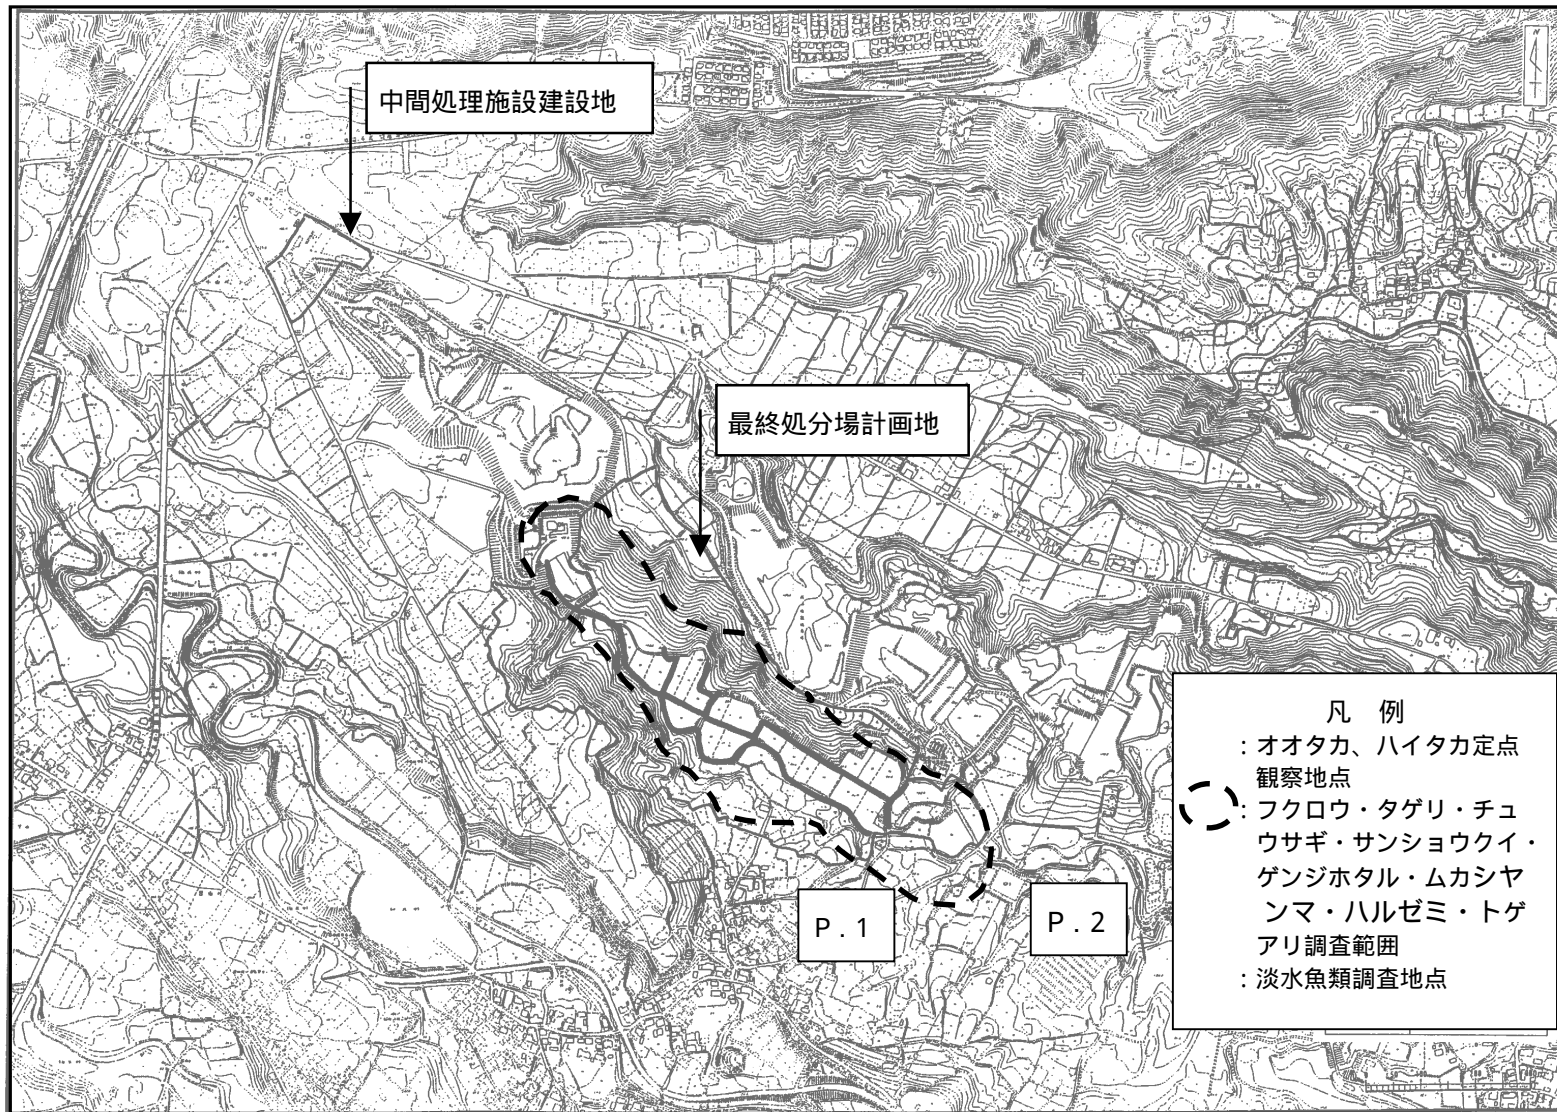 中間処理施設建設地
最終処分場計画地
凡　例
：オオタカ、ハイタカ定点
観察地点
：フクロウ・タゲリ・チュ
ウサギ・サンショウクイ・
ゲンジホタル・ムカシヤ
ンマ・ハルゼミ・トゲ
アリ調査範囲
：淡水魚類調査地点
P．1
P．2